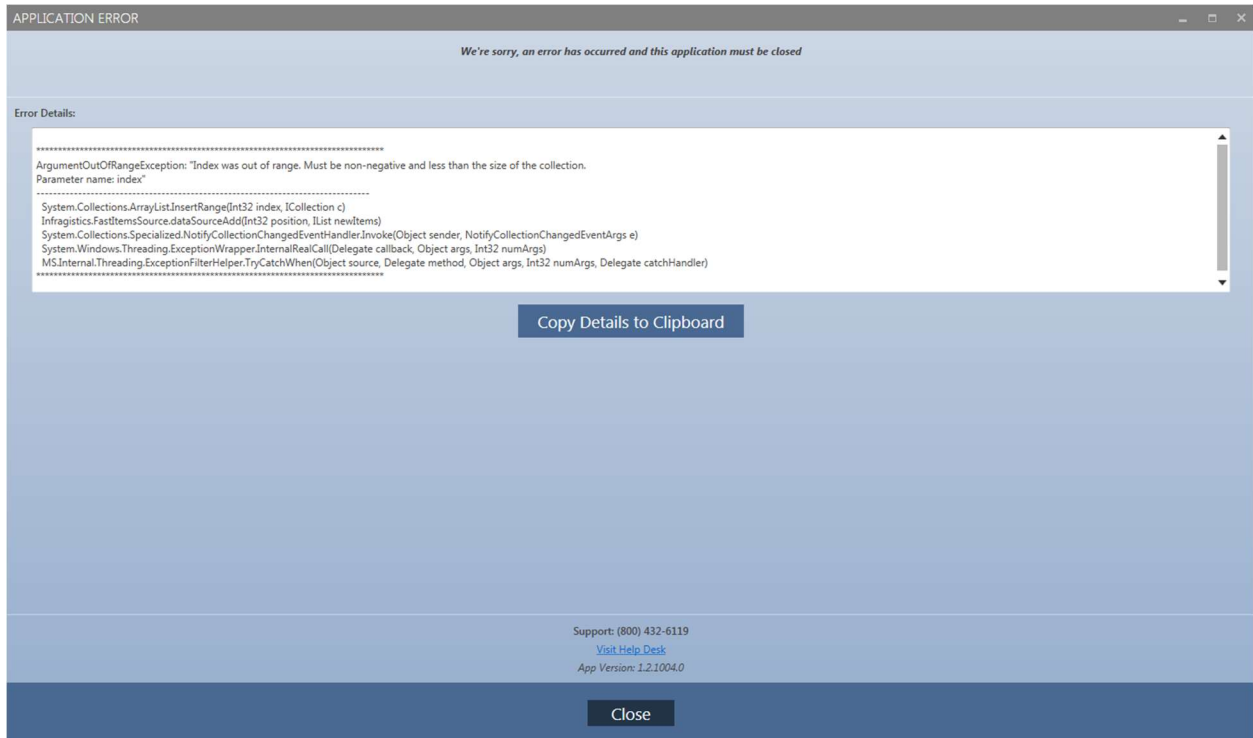 APPLICATION ERROR
We're sorry, an error has occurred and this application must be closed
Error Details:
********************************************************************************
ArgumentOutOfRangeException: "Index was out of range. Must be non-negative and less than the size of the collection.
Parameter name: index"
--------------------------------------------------------------------------------
System.Collections.ArrayList.InsertRange(Int32 index, ICollection c)
Infragistics.FastItemsSource.dataSourceAdd(Int32 position, IList newItems)
System.Collections.Specialized.NotifyCollectionChangedEventHandler.Invoke(Object sender, NotifyCollectionChangedEventArgs e)
System.Windows.Threading.ExceptionWrapper.InternalRealCall(Delegate callback, Object args, Int32 numArgs)
MS.Internal.Threading.ExceptionFilterHelper.TryCatchWhen(Object source, Delegate method, Object args, Int32 numArgs, Delegate catchHandler)
********************************************************************************
Copy Details to Clipboard
Support: (800) 432-6119
Visit Help Desk
App Version: 1.2.1004.0
Close